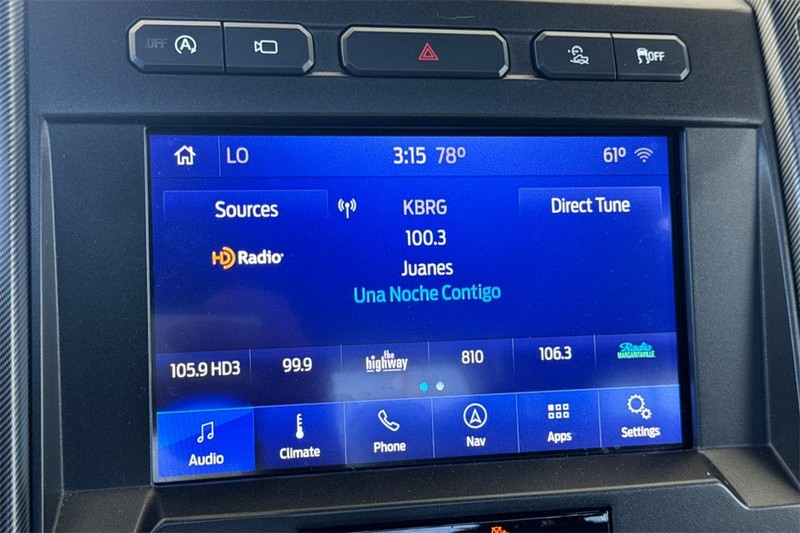 OFF A
OFF
LO 3:15 78° 61°
Sources KBRG Direct Tune
HD Radio 100.3
Juanes
Una Noche Contigo
105.9 HD3 99.9 the highway 810 106.3 Radio MARGARITAVILLE
Audio Climate Phone Nav Apps Settings